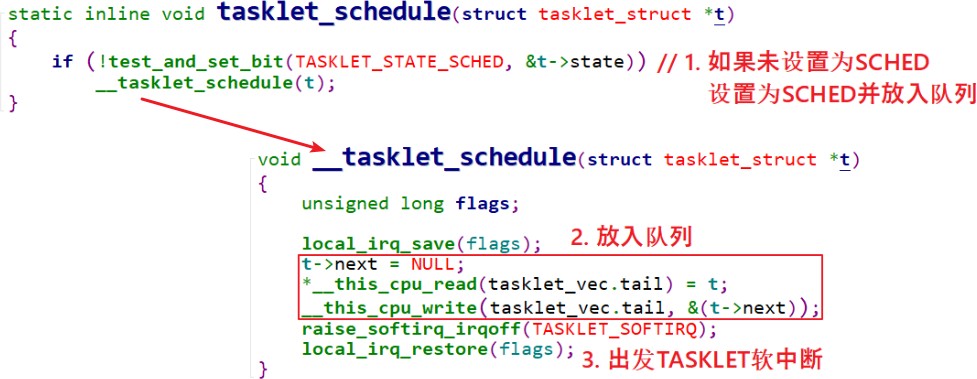 static inline void tasklet_schedule(struct tasklet_struct *t)
{
if (!test_and_set_bit(TASKLET_STATE_SCHED, &t->state)) // 1. 如果未设置为SCHED
__tasklet_schedule(t); 设置为SCHED并放入队列
}
void __tasklet_schedule(struct tasklet_struct *t)
{
unsigned long flags;
local_irq_save(flags); 2. 放入队列
t->next = NULL;
*__this_cpu_read(tasklet_vec.tail) = t;
__this_cpu_write(tasklet_vec.tail, &(t->next));
raise_softirq_irqoff(TASKLET_SOFTIRQ);
local_irq_restore(flags); 3. 出发TASKLET软中断
}